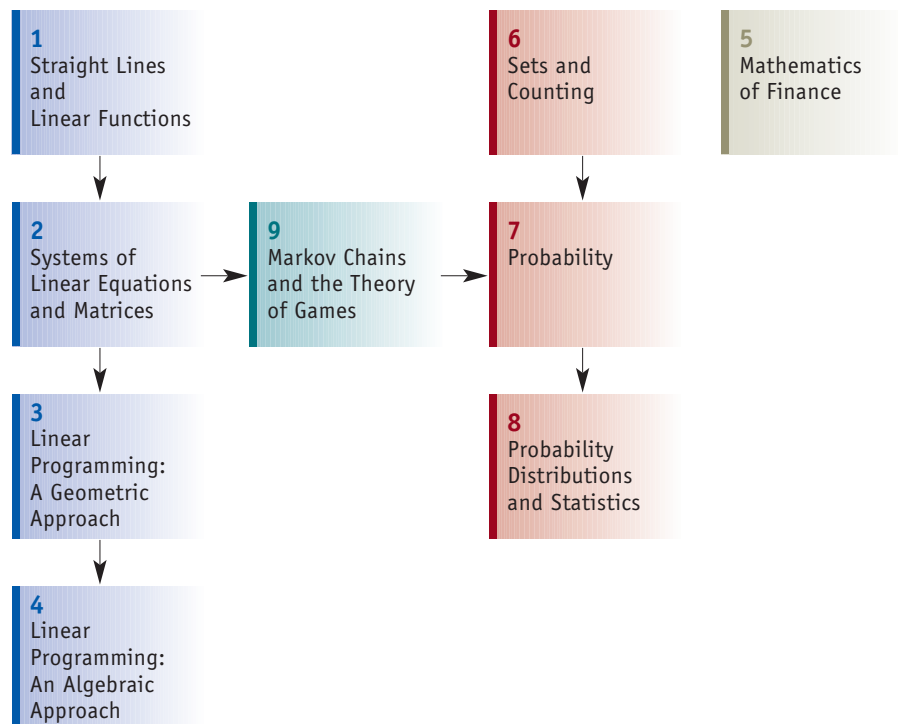 1
Straight Lines
and
Linear Functions
6
Sets and
Counting
5
Mathematics
of Finance
2
Systems of
Linear Equations
and Matrices
9
Markov Chains
and the Theory
of Games
7
Probability
3
Linear
Programming:
A Geometric
Approach
8
Probability
Distributions
and Statistics
4
Linear
Programming:
An Algebraic
Approach